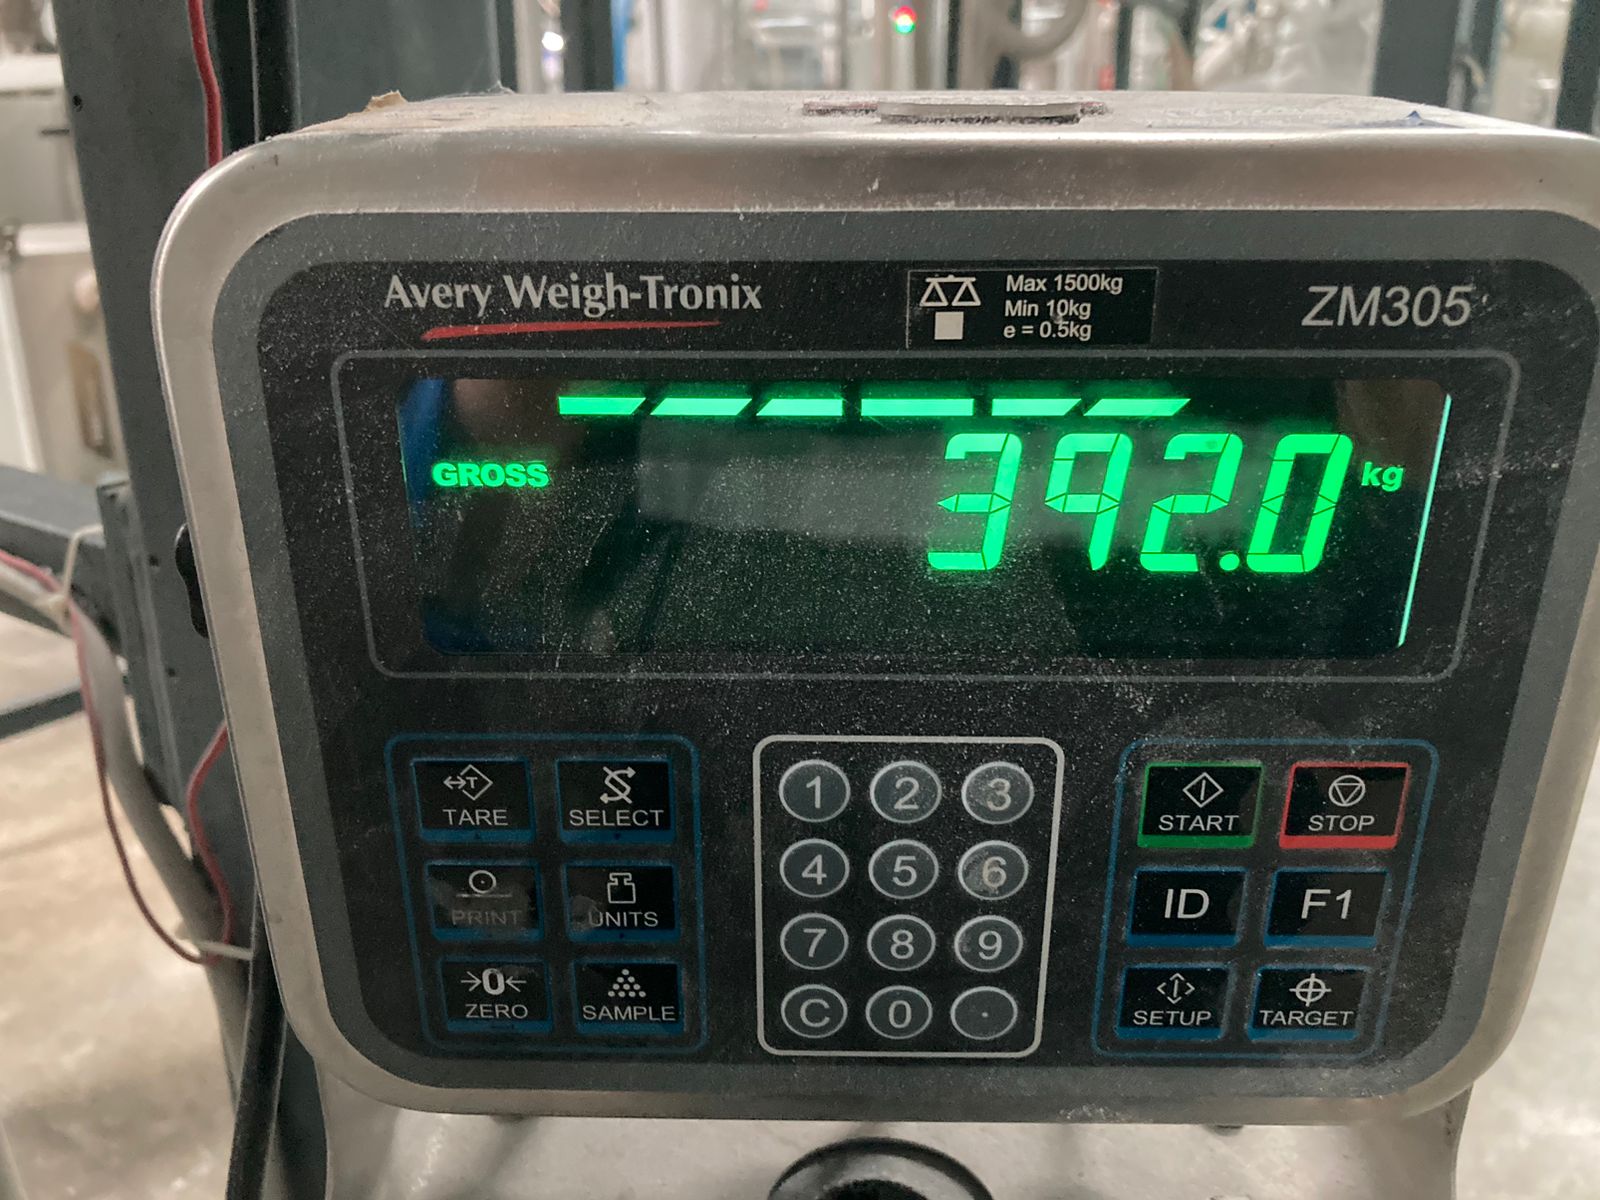 Avery Weigh-Tronix
Max 1500kg
Min 10kg
e = 0.5kg
ZM305
GROSS
392.0 kg
TARE
SELECT
PRINT
UNITS
ZERO
SAMPLE
1 2 3
4 5 6
7 8 9
C 0 .
START
STOP
ID
F1
SETUP
TARGET